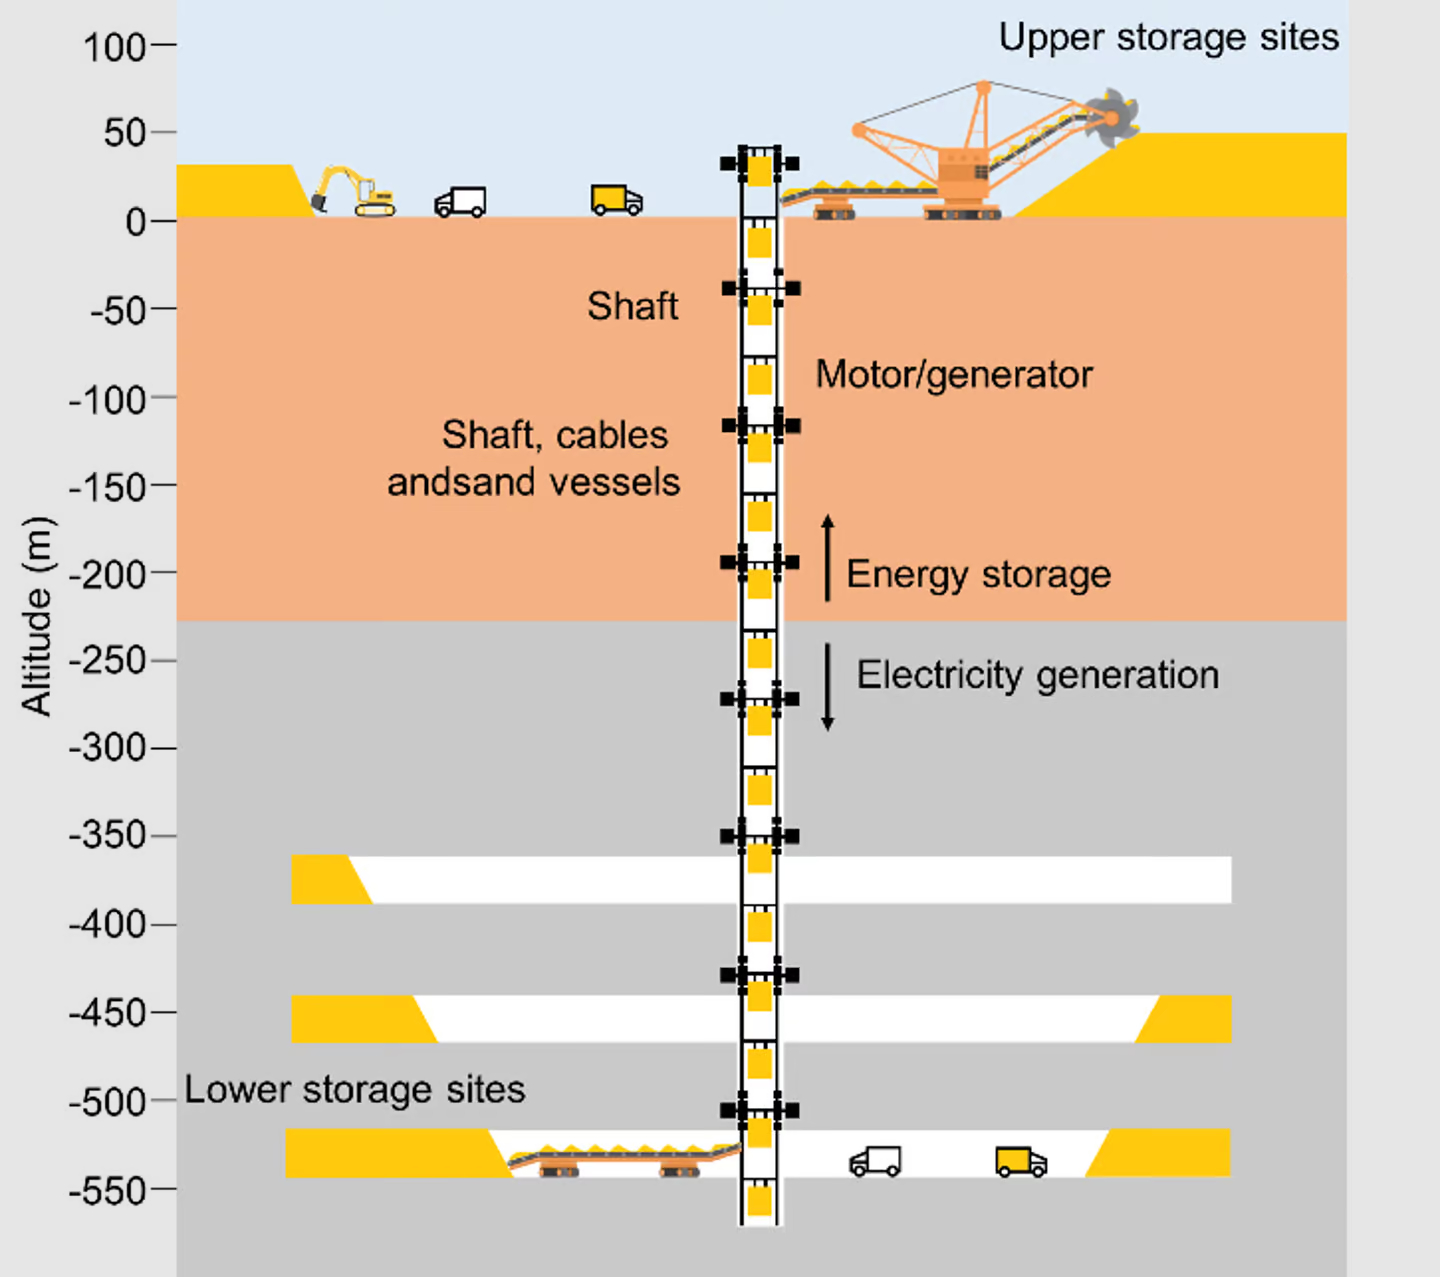 Upper storage sites
100
50
0
-50
-100
-150
-200
-250
-300
-350
-400
-450
-500
-550
Altitude (m)
Shaft
Motor/generator
Shaft, cables
andsand vessels
Energy storage
Electricity generation
Lower storage sites